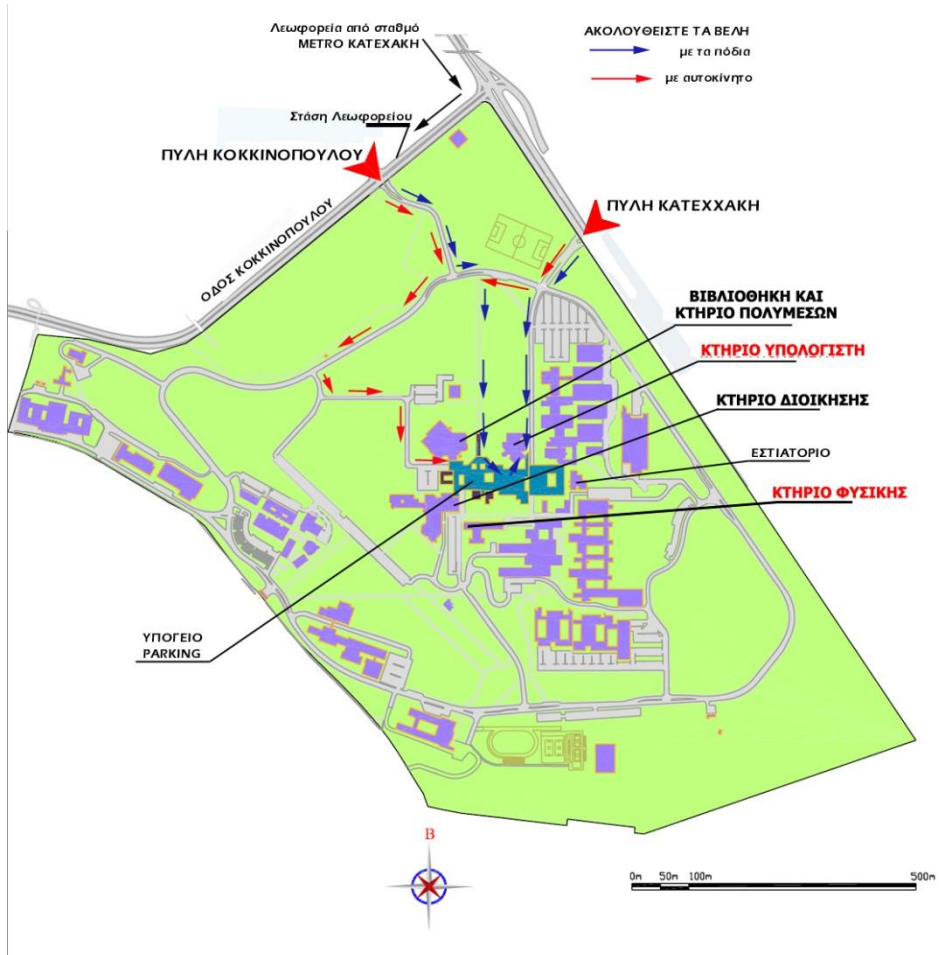 Λεωφορεία από σταθμό
METRO ΚΑΤΕΧΑΚΗ
ΑΚΟΛΟΥΘΕΙΣΤΕ ΤΑ ΒΕΛΗ
με τα πόδια
με αυτοκίνητο
Στάση Λεωφορείου
ΠΥΛΗ ΚΟΚΚΙΝΟΠΟΥΛΟΥ
ΠΥΛΗ ΚΑΤΕΧΧΑΚΗ
ΟΔΟΣ ΚΟΚΚΙΝΟΠΟΥΛΟΥ
ΒΙΒΛΙΟΘΗΚΗ ΚΑΙ
ΚΤΗΡΙΟ ΠΟΛΥΜΕΣΩΝ
ΚΤΗΡΙΟ ΥΠΟΛΟΓΙΣΤΗ
ΚΤΗΡΙΟ ΔΙΟΙΚΗΣΗΣ
ΕΣΤΙΑΤΟΡΙΟ
ΚΤΗΡΙΟ ΦΥΣΙΚΗΣ
ΥΠΟΓΕΙΟ
PARKING
Β
0m 50m 100m 500m